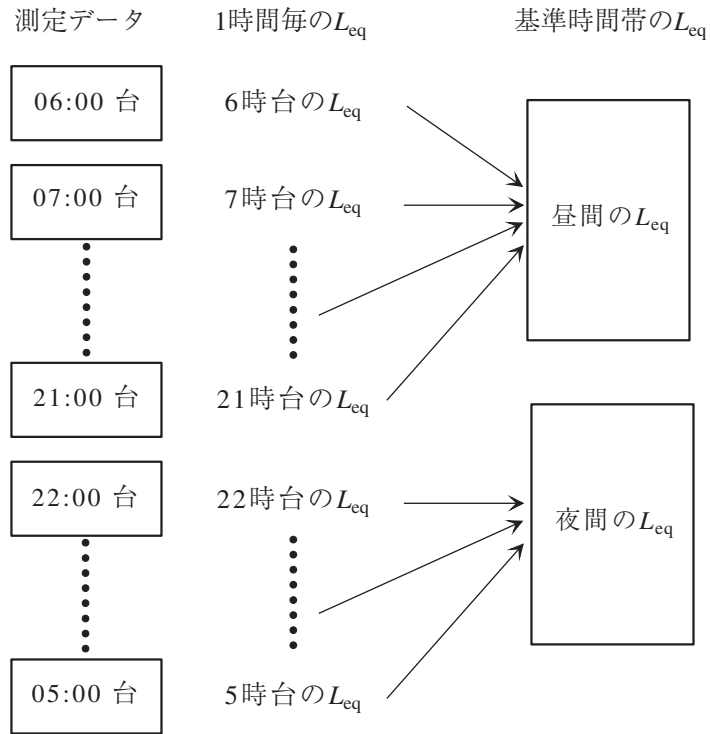 測定データ 1時間毎のLeq 基準時間帯のLeq
06:00 台 6時台のLeq
07:00 台 7時台のLeq
昼間のLeq
21:00 台 21時台のLeq
22:00 台 22時台のLeq
夜間のLeq
05:00 台 5時台のLeq